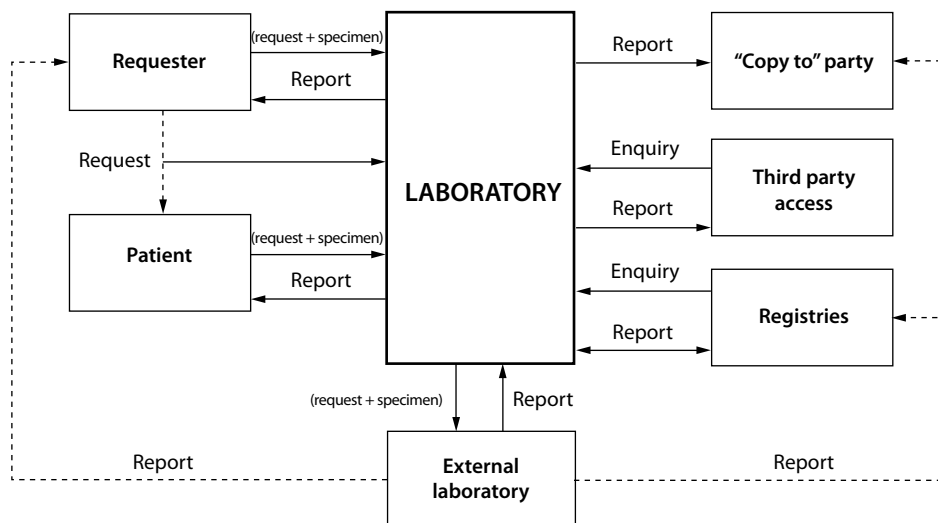 Requester
(request + specimen)
Report
Report
“Copy to” party
Request
LABORATORY
Enquiry
Third party
access
Report
Patient
(request + specimen)
Report
Enquiry
Registries
Report
(request + specimen)
Report
Report
External
laboratory
Report